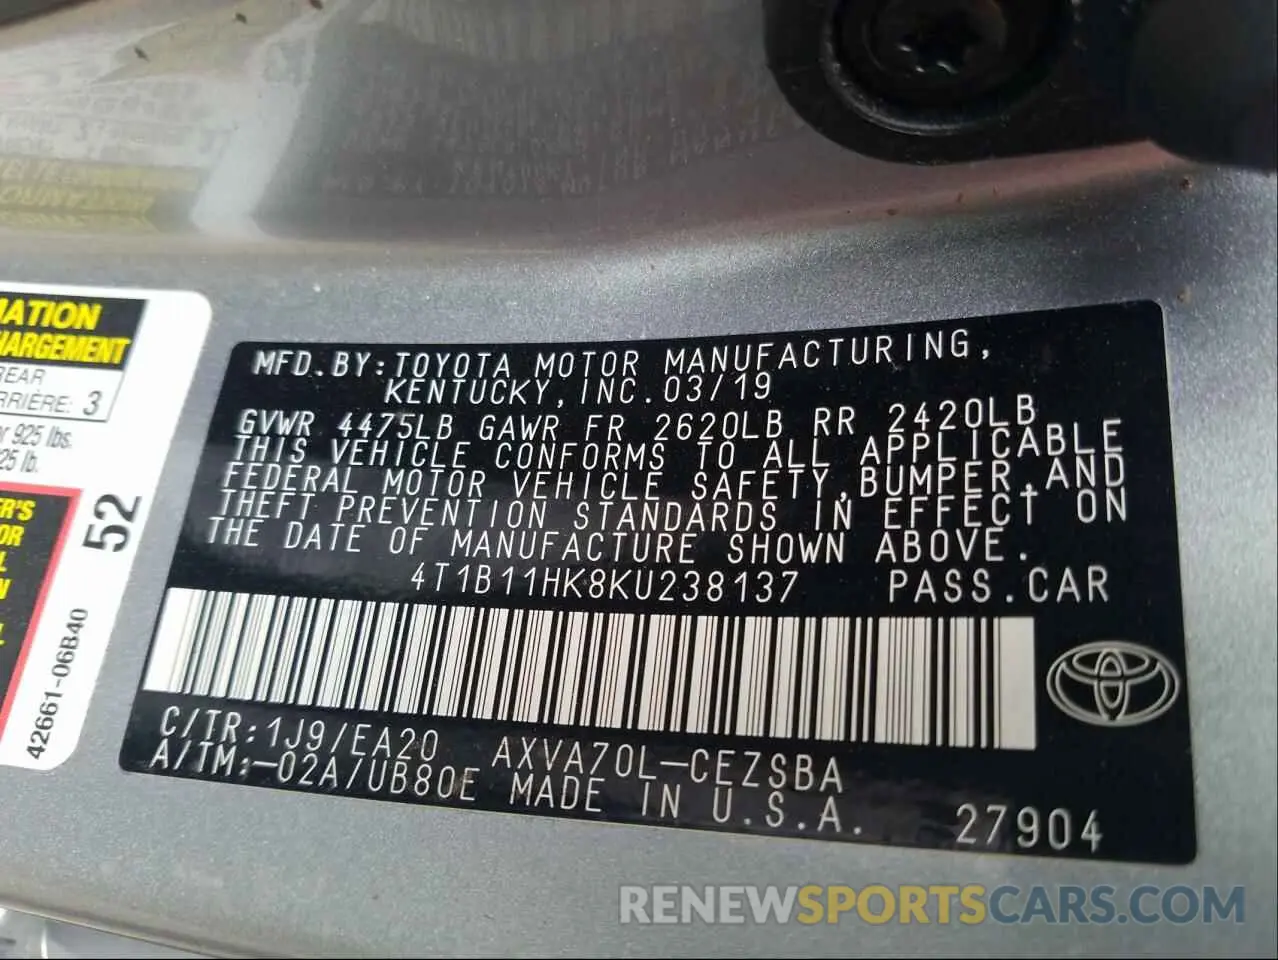 MATION
HARGEMENT
REAR
RRIÈRE: 3
or 925 lbs.
25 lb.
ER'S
OR
L
N
L
52
42661-06B40
MFD.BY:TOYOTA MOTOR MANUFACTURING,
KENTUCKY,INC.03/19
GVWR 4475LB GAWR FR 2620LB RR 2420LB
THIS VEHICLE CONFORMS TO ALL APPLICABLE
FEDERAL MOTOR VEHICLE SAFETY,BUMPER,AND
THEFT PREVENTION STANDARDS IN EFFECT ON
THE DATE OF MANUFACTURE SHOWN ABOVE.
4T1B11HK8KU238137 PASS.CAR
C/TR:1J9/EA20 AXVA70L-CEZSBA
A/TM:-02A/UB80E MADE IN U.S.A. 27904
RENEWSPORTSCARS.COM